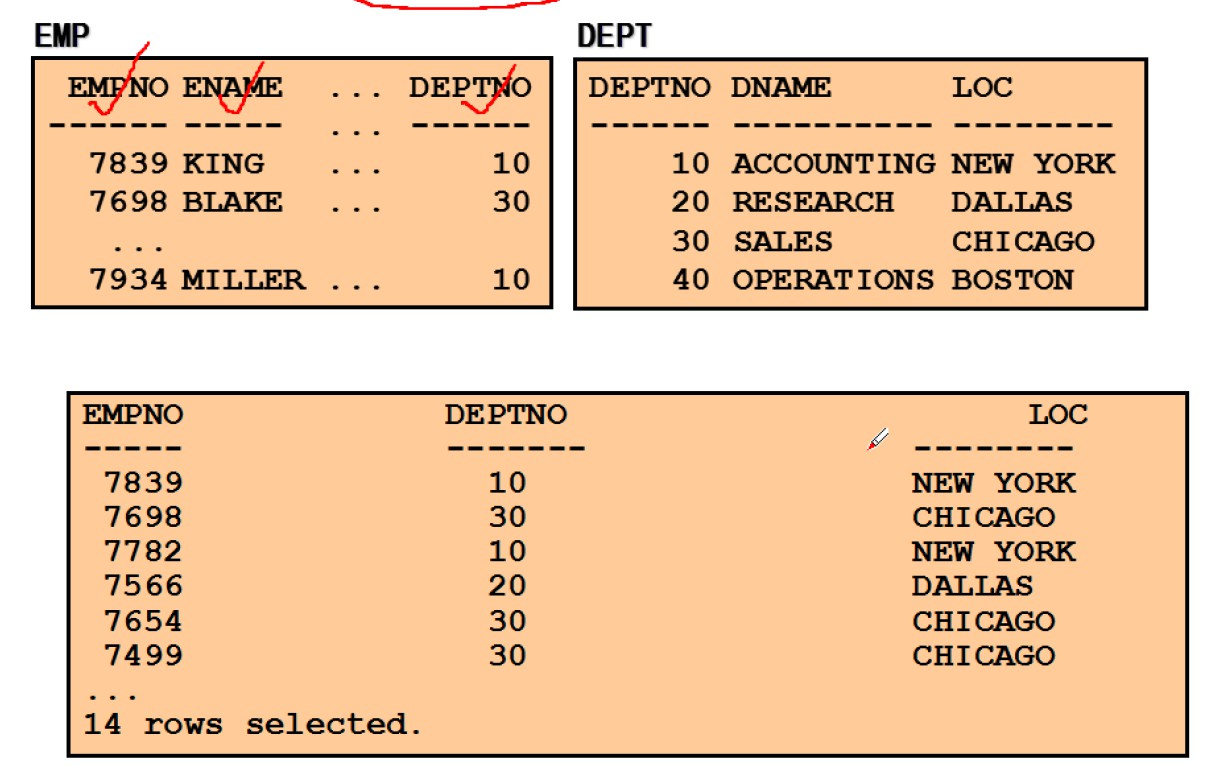 EMP
EMPNO ENAME ... DEPTNO
------ ----- ... ------
7839 KING ... 10
7698 BLAKE ... 30
...
7934 MILLER ... 10
DEPT
DEPTNO DNAME LOC
------ ---------- --------
10 ACCOUNTING NEW YORK
20 RESEARCH DALLAS
30 SALES CHICAGO
40 OPERATIONS BOSTON
EMPNO DEPTNO LOC
----- ------- --------
7839 10 NEW YORK
7698 30 CHICAGO
7782 10 NEW YORK
7566 20 DALLAS
7654 30 CHICAGO
7499 30 CHICAGO
...
14 rows selected.